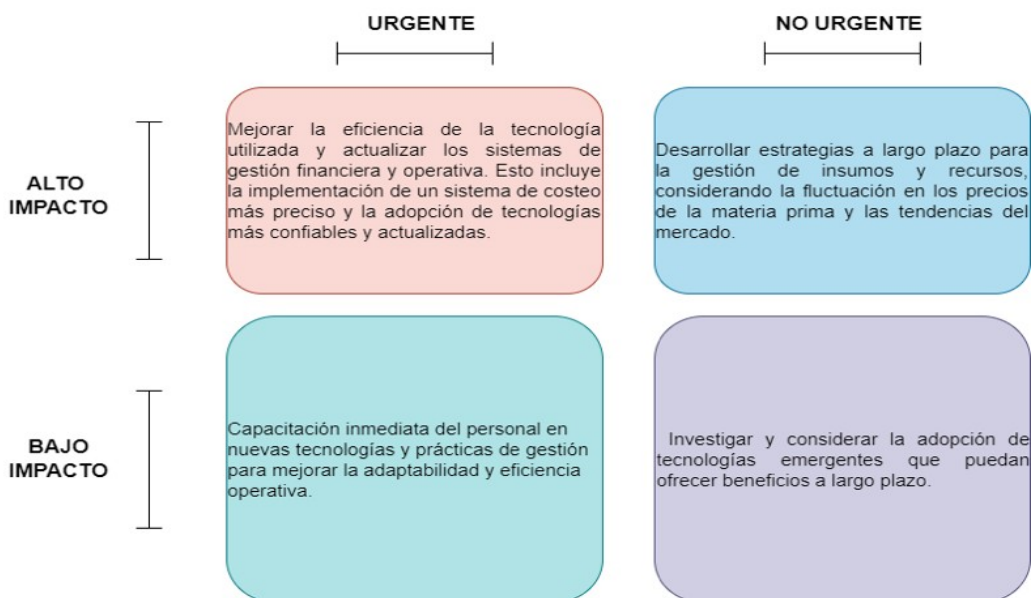 URGENTE
NO URGENTE
ALTO
IMPACTO
Mejorar la eficiencia de la tecnología
utilizada y actualizar los sistemas de
gestión financiera y operativa. Esto incluye
la implementación de un sistema de costeo
más preciso y la adopción de tecnologías
más confiables y actualizadas.
Desarrollar estrategias a largo plazo para
la gestión de insumos y recursos,
considerando la fluctuación en los precios
de la materia prima y las tendencias del
mercado.
BAJO
IMPACTO
Capacitación inmediata del personal en
nuevas tecnologías y prácticas de gestión
para mejorar la adaptabilidad y eficiencia
operativa.
Investigar y considerar la adopción de
tecnologías emergentes que puedan
ofrecer beneficios a largo plazo.